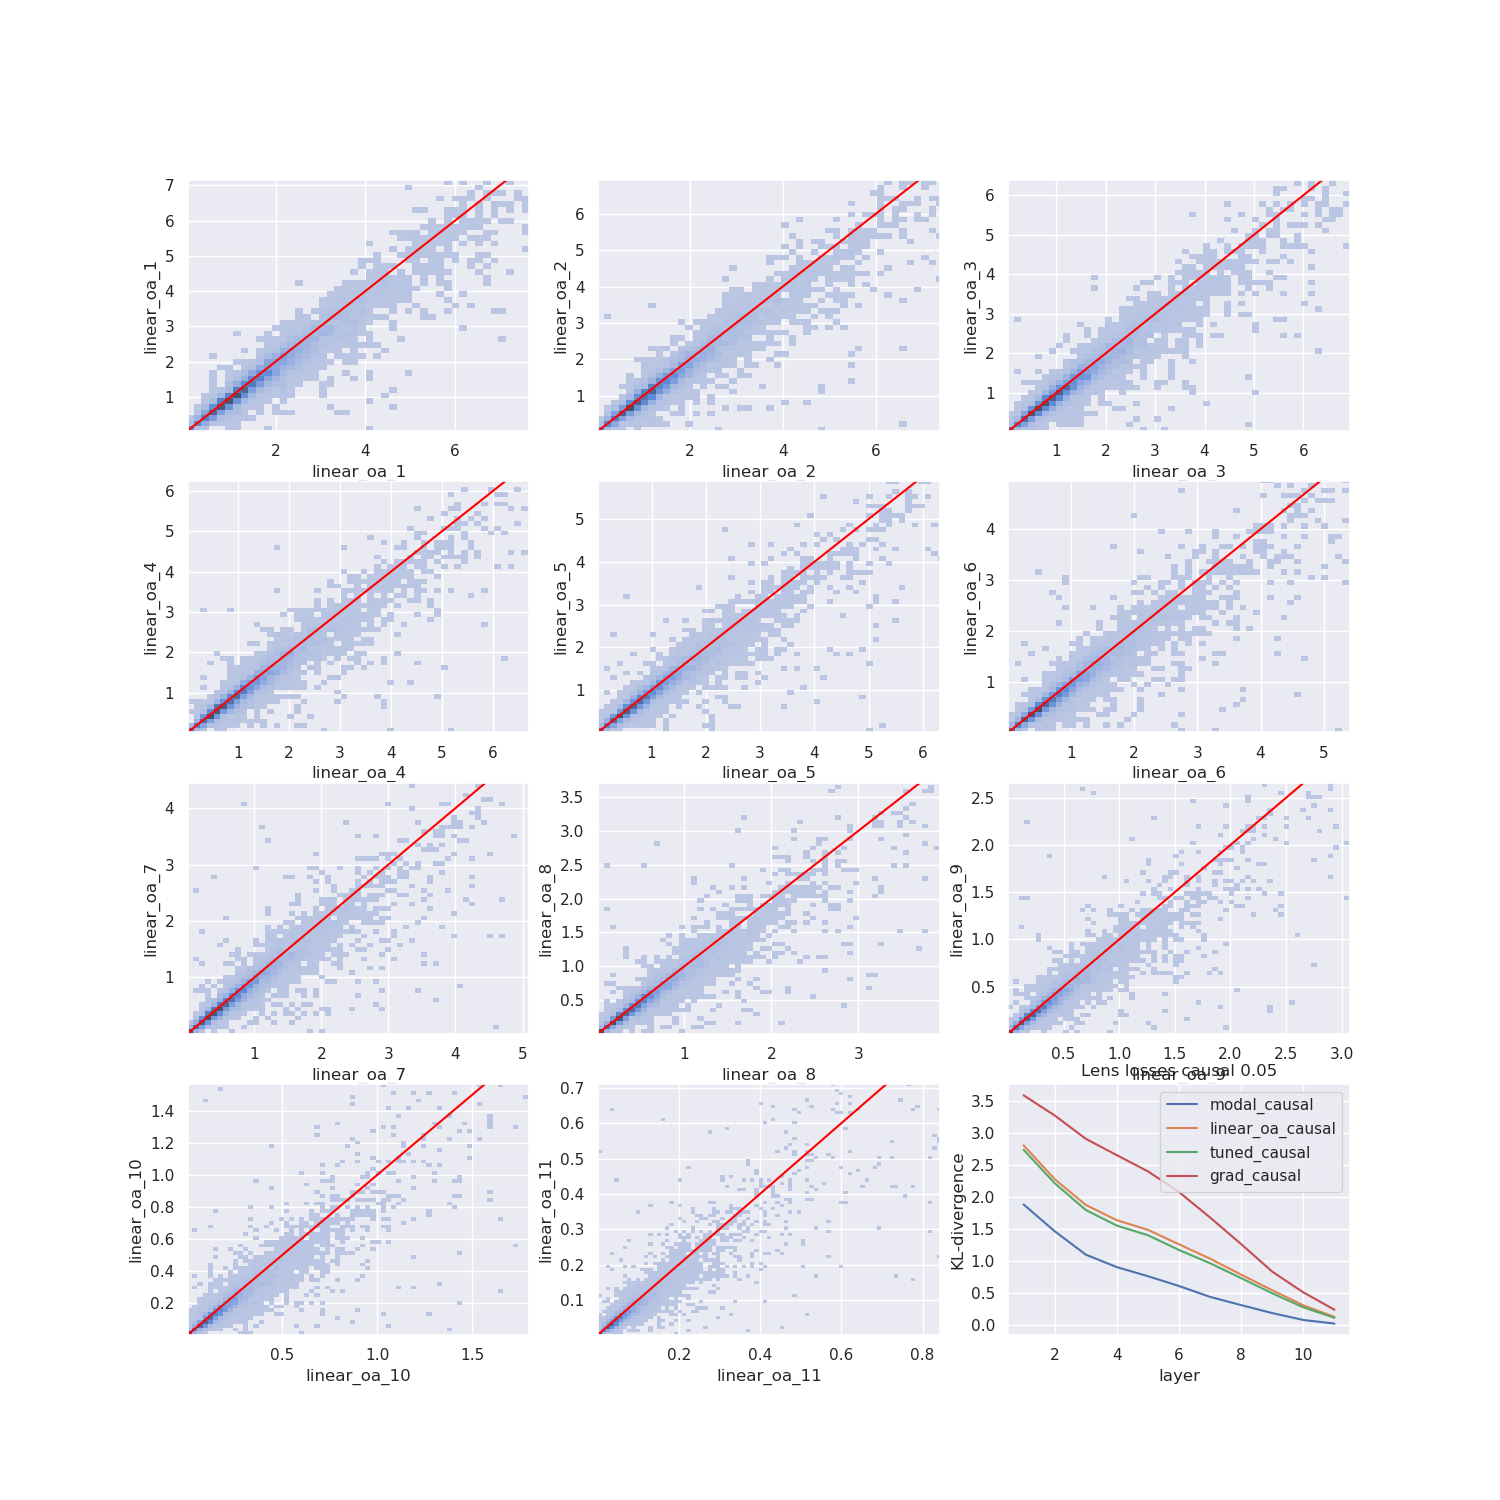 linear_oa_1
7
6
5
4
3
2
1
2 4 6
linear_oa_1
linear_oa_2
6
5
4
3
2
1
2 4 6
linear_oa_2
linear_oa_3
6
5
4
3
2
1
1 2 3 4 5 6
linear_oa_3
linear_oa_4
6
5
4
3
2
1
1 2 3 4 5 6
linear_oa_4
linear_oa_5
5
4
3
2
1
1 2 3 4 5 6
linear_oa_5
linear_oa_6
4
3
2
1
1 2 3 4 5
linear_oa_6
linear_oa_7
4
3
2
1
1 2 3 4 5
linear_oa_7
linear_oa_8
3.5
3.0
2.5
2.0
1.5
1.0
0.5
1 2 3
linear_oa_8
linear_oa_9
2.5
2.0
1.5
1.0
0.5
0.5 1.0 1.5 2.0 2.5 3.0
linear_oa_9
linear_oa_10
1.4
1.2
1.0
0.8
0.6
0.4
0.2
0.5 1.0 1.5
linear_oa_10
linear_oa_11
0.7
0.6
0.5
0.4
0.3
0.2
0.1
0.2 0.4 0.6 0.8
linear_oa_11
Lens losses causal 0.05
KL-divergence
3.5
3.0
2.5
2.0
1.5
1.0
0.5
0.0
modal_causal
linear_oa_causal
tuned_causal
grad_causal
2 4 6 8 10
layer